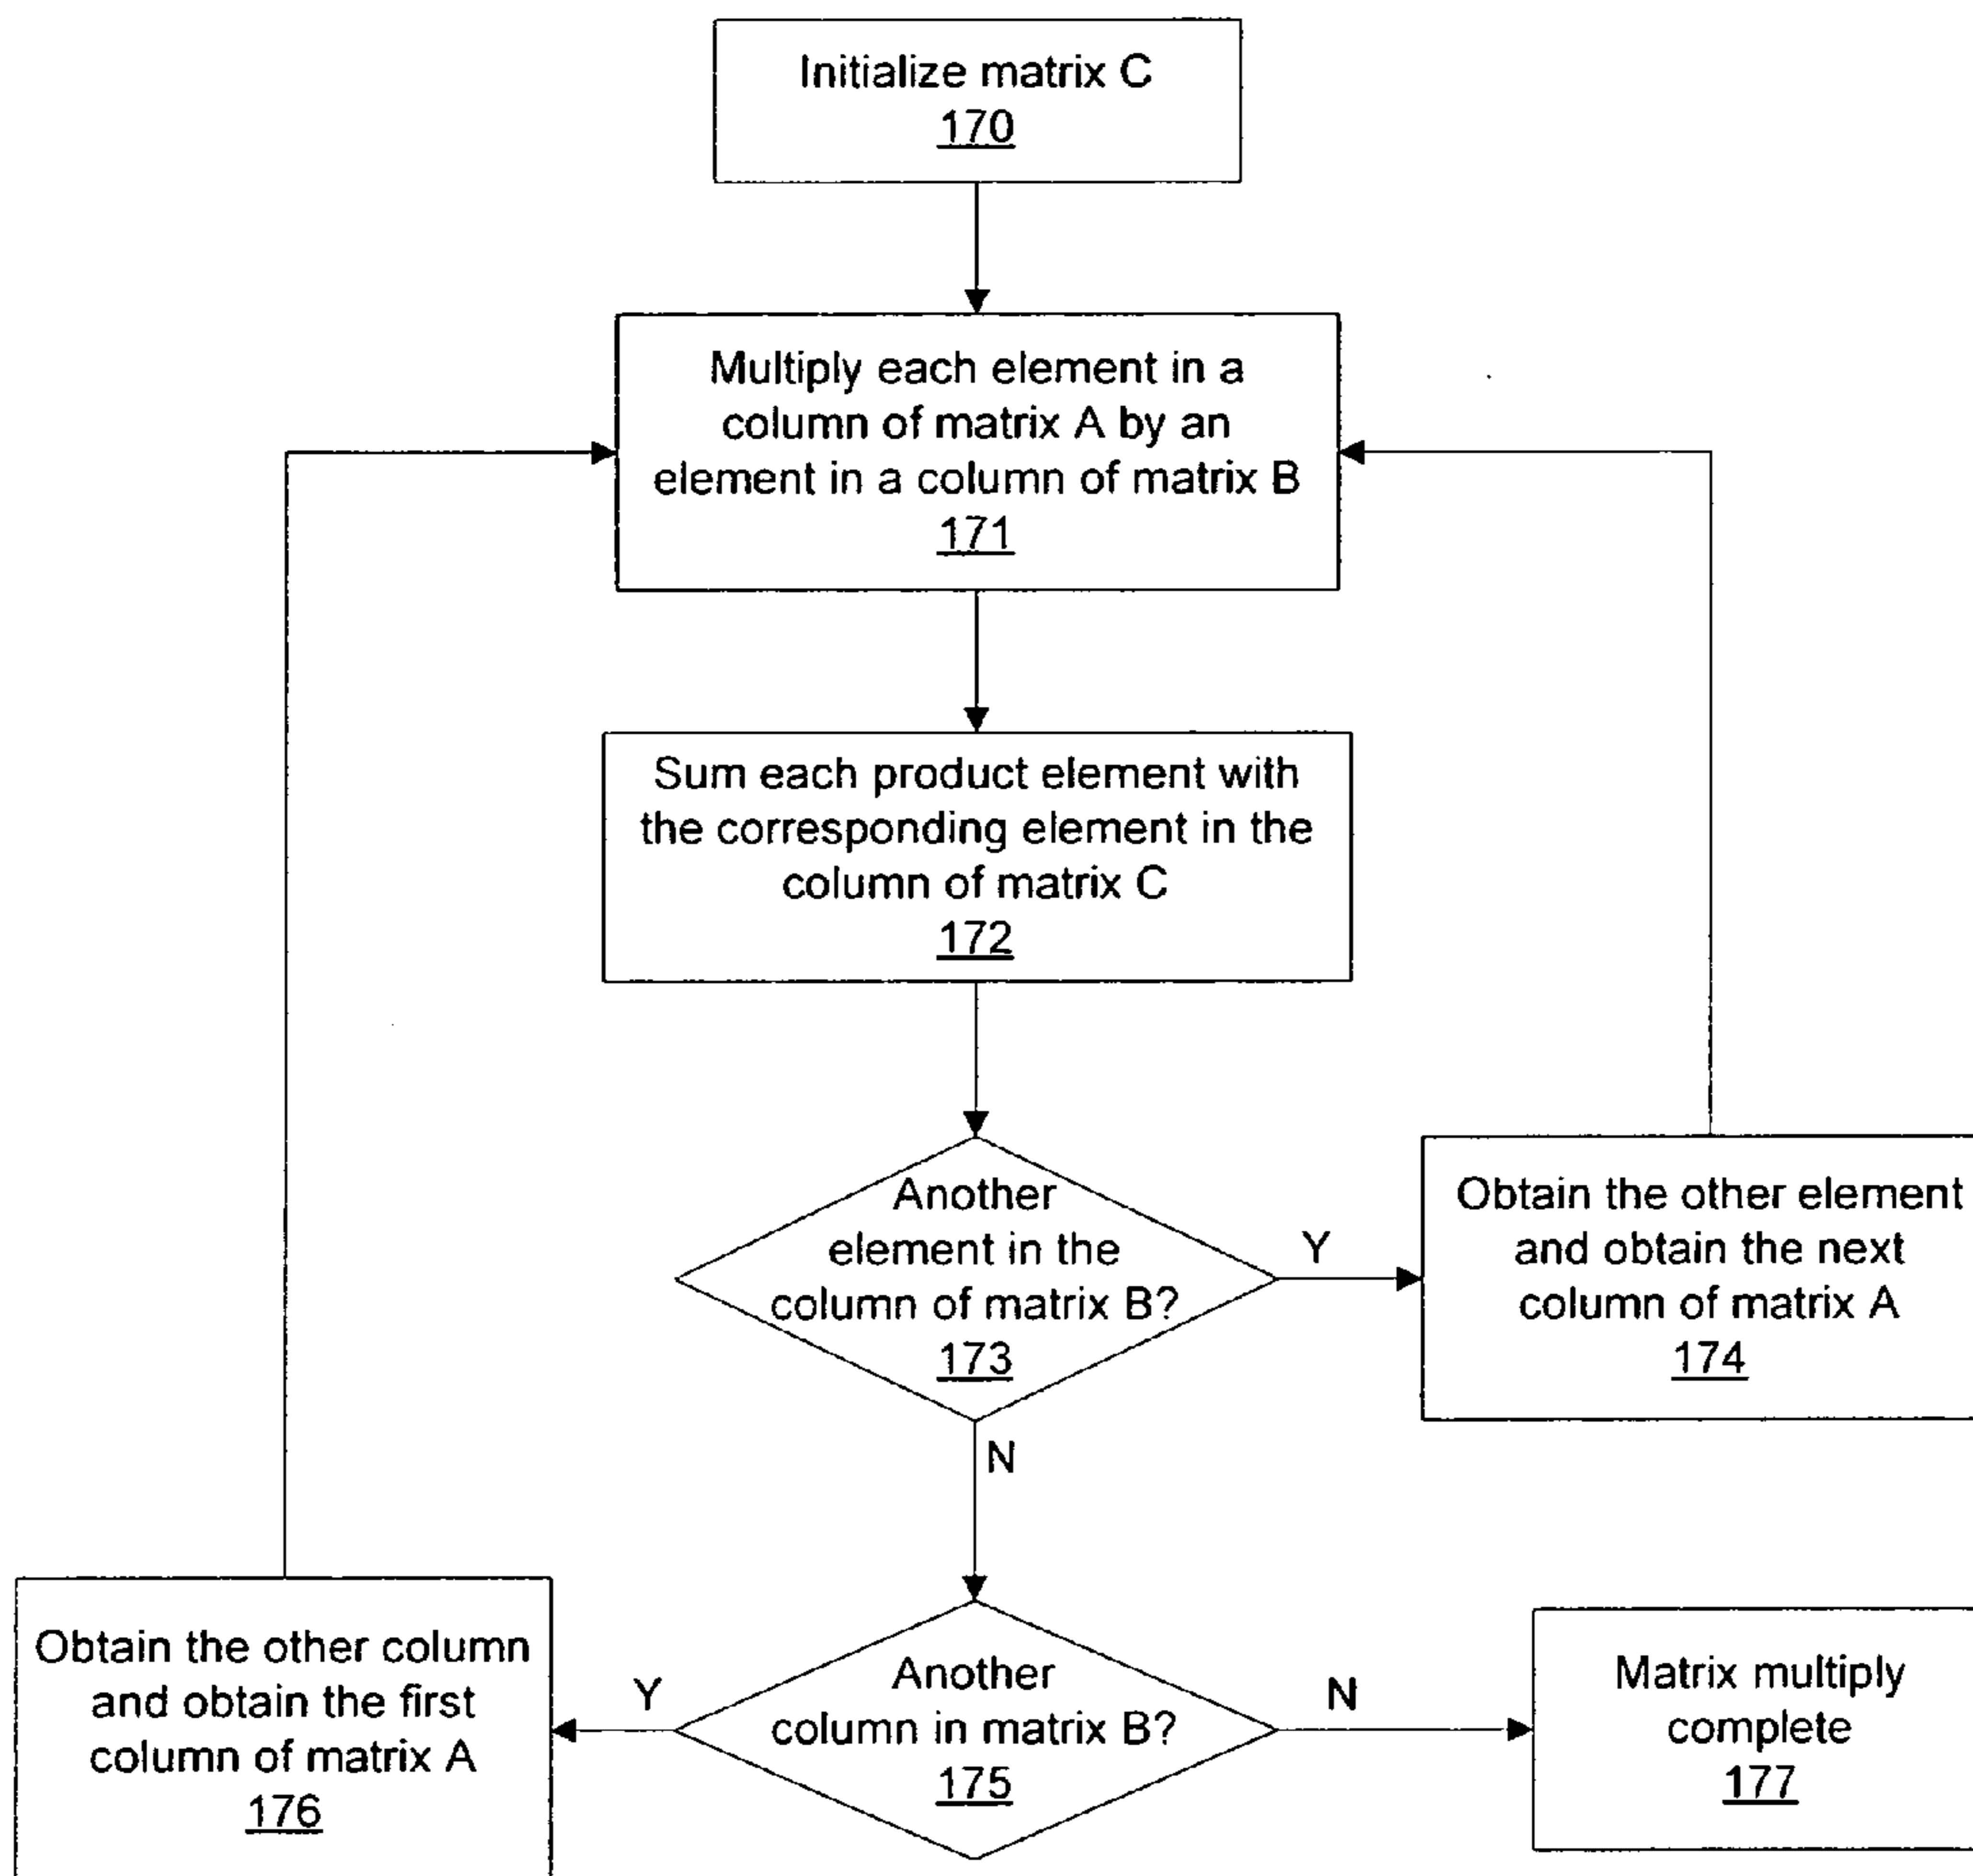 Initialize matrix C
170
Multiply each element in a
column of matrix A by an
element in a column of matrix B
171
Sum each product element with
the corresponding element in the
column of matrix C
172
Another
element in the
column of matrix B?
173
Y
Obtain the other element
and obtain the next
column of matrix A
174
N
Another
column in matrix B?
175
Y
Obtain the other column
and obtain the first
column of matrix A
176
N
Matrix multiply
complete
177